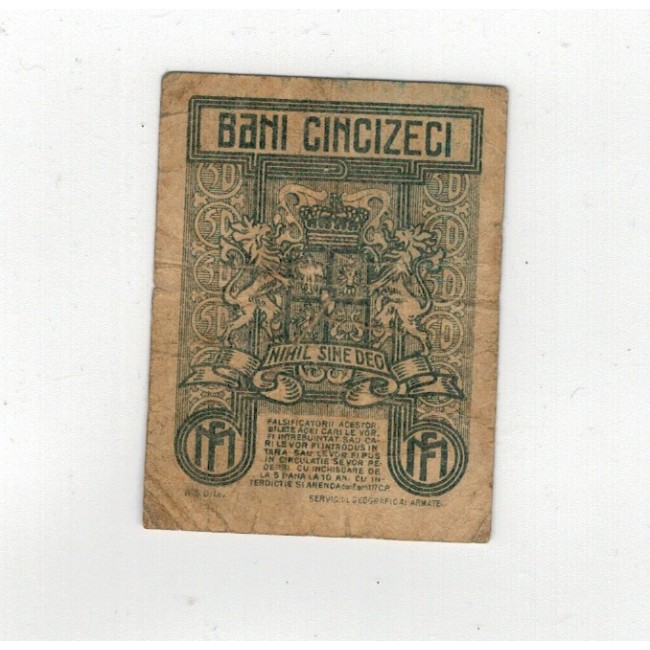 BANI CINCIZECI
50 50
50 50
50 50
50 50
NIHIL SINE DEO
MF MF
FALSIFICATORII ACESTOR
BILETE ACEI CARI LE VOR
FI INTREBUINTAT SAU CA-
RI LE VOR FI INTRODUS IN
TARA SAU LE VOR FI PUS
IN CIRCULATIE SE VOR PE-
DEPSI CU INCHISOARE DE
LA 5 PANA LA 10 AN. CU IN-
TERDICTIE SI AMENDA
SERVICIUL GEOGRAFIC AL ARMATEI